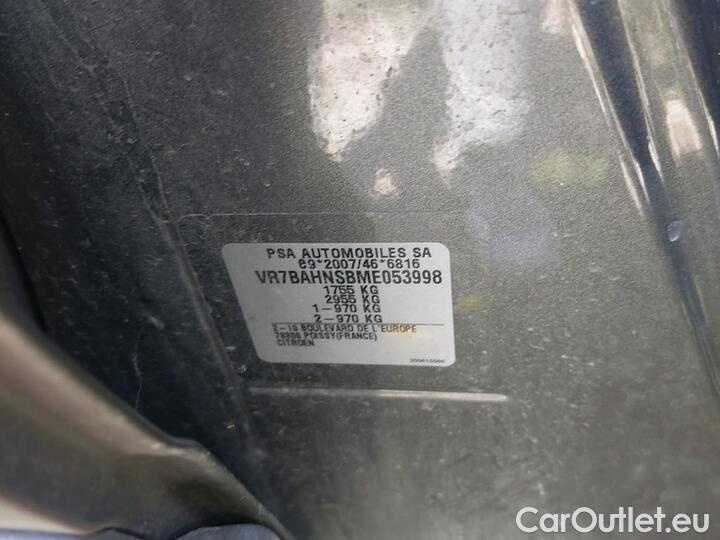 PSA AUTOMOBILES SA
e9*2007/46*6816
VR7BAHNSBME053998
1755 KG
2955 KG
1-970 KG
2-970 KG
2-10 BOULEVARD DE L'EUROPE
78300 POISSY(FRANCE)
CITROEN
CarOutlet.eu